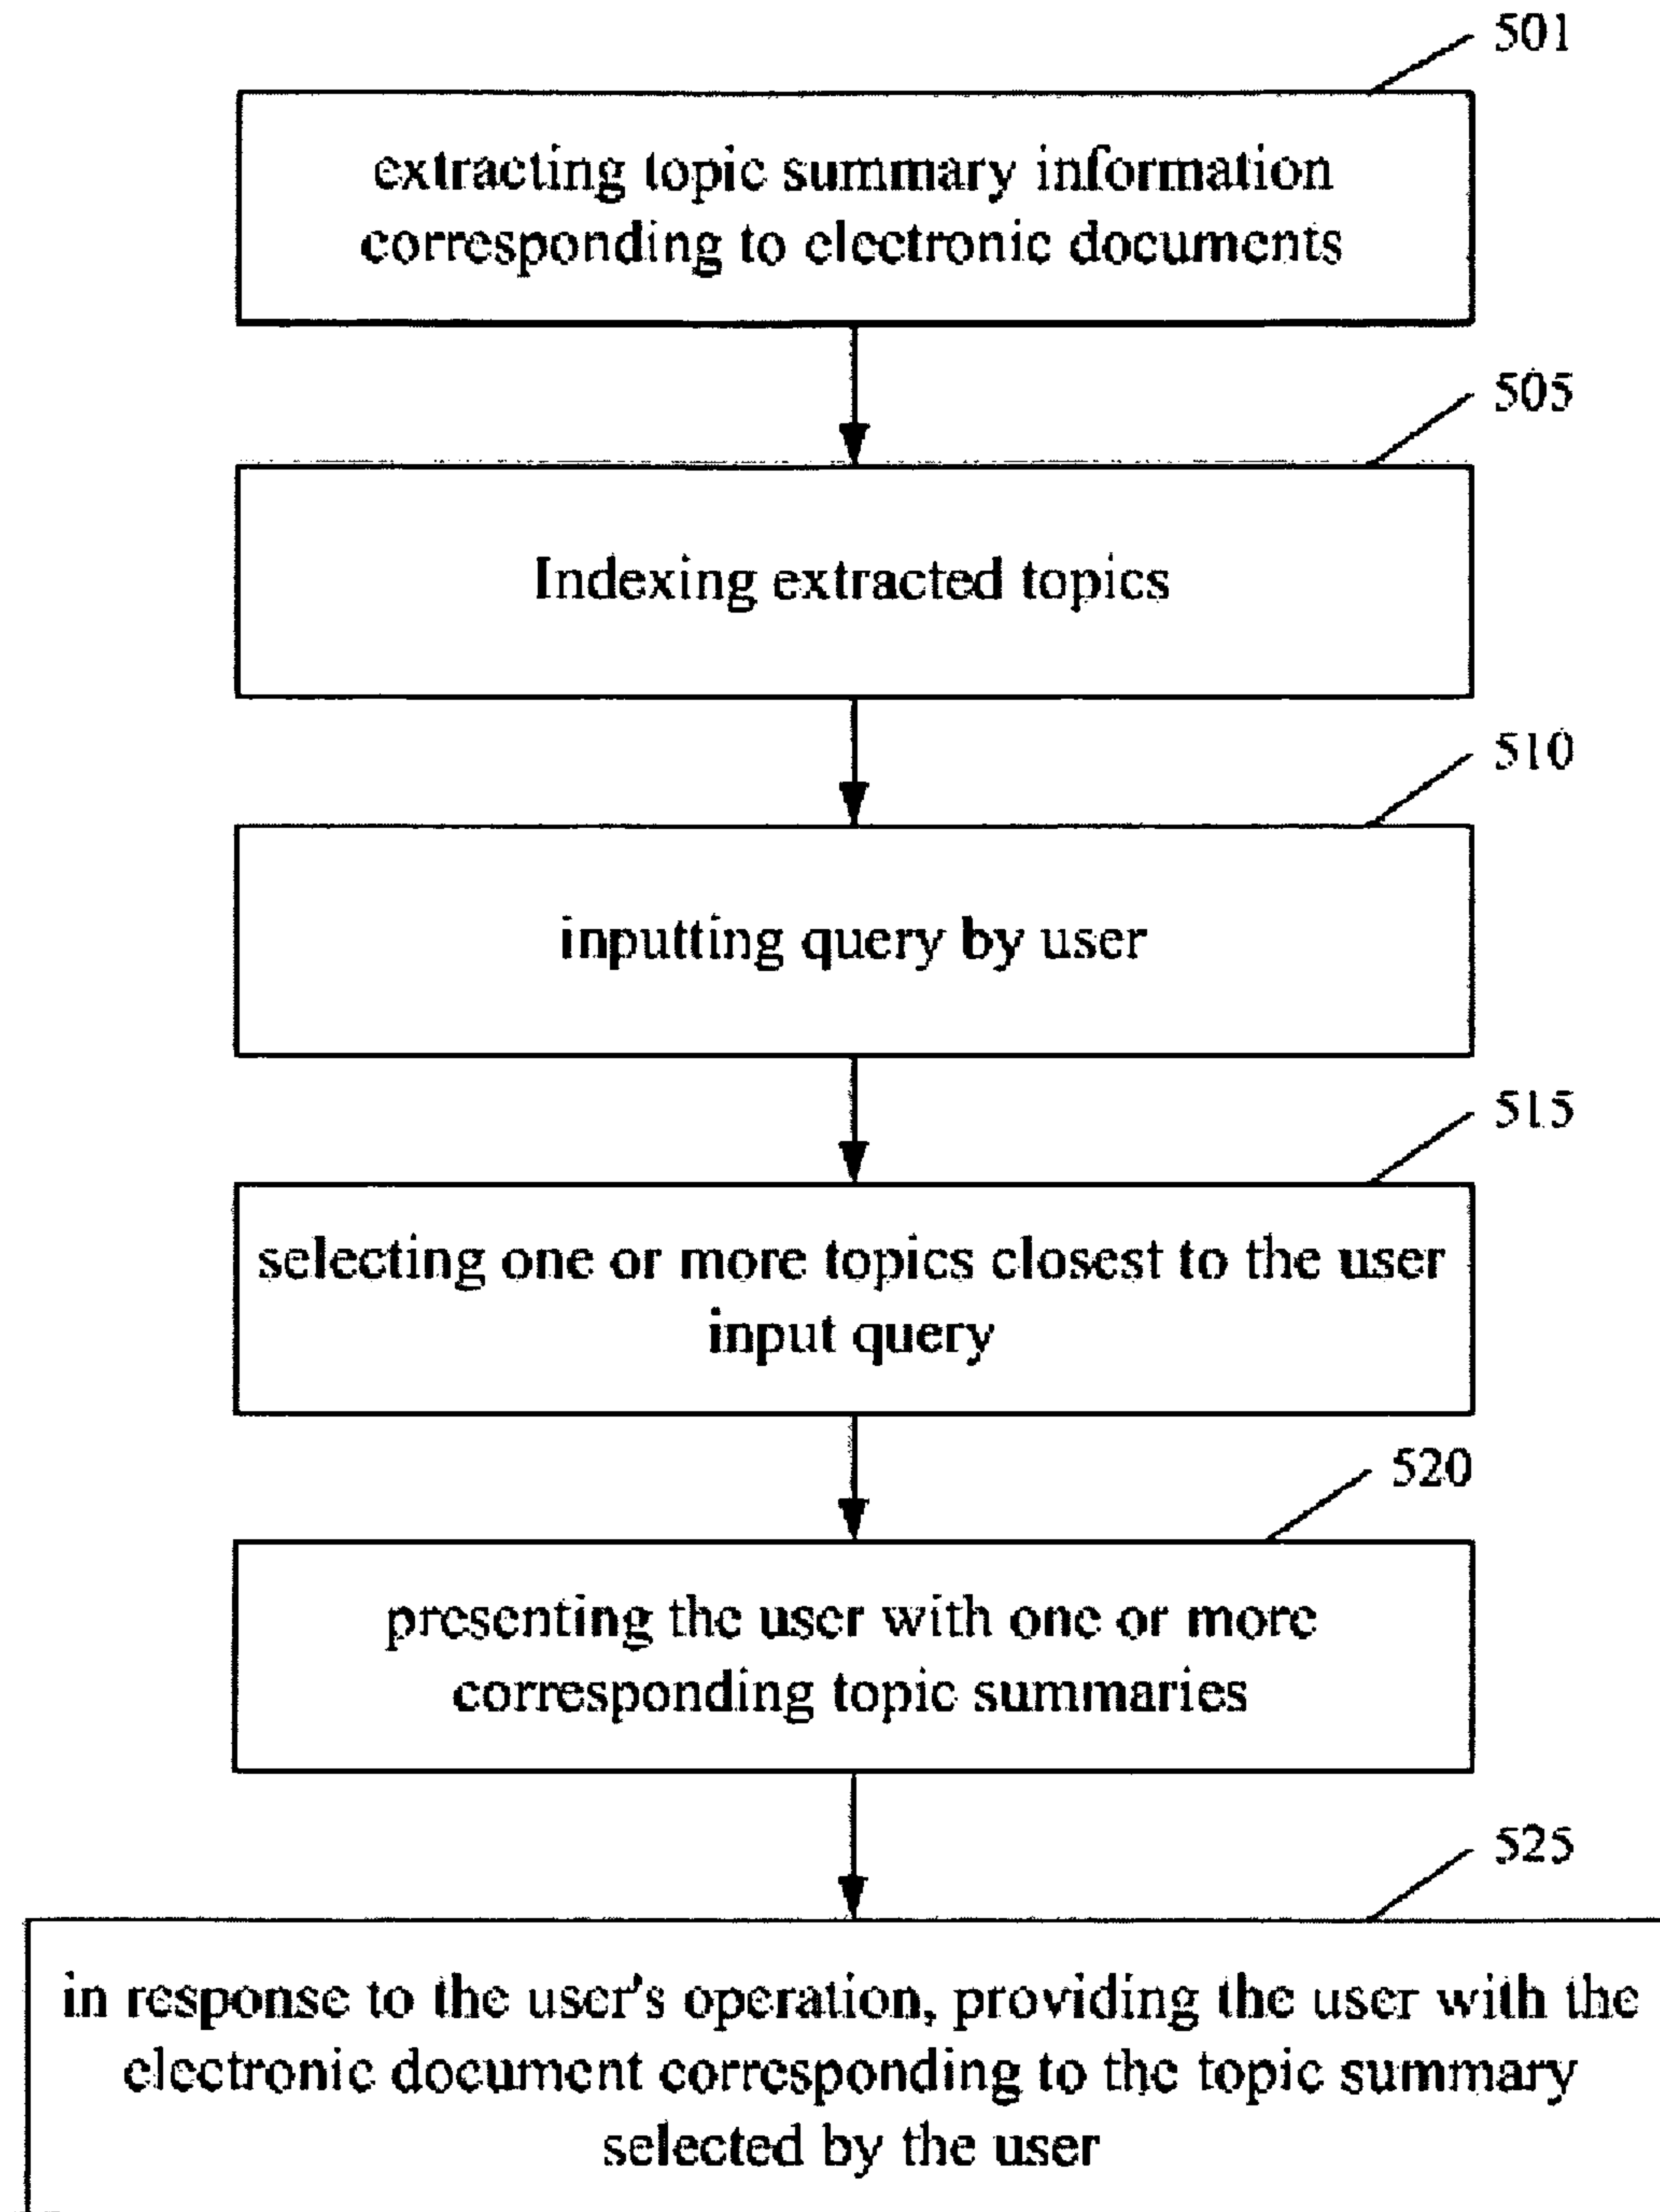 501
extracting topic summary information
corresponding to electronic documents
505
Indexing extracted topics
510
inputting query by user
515
selecting one or more topics closest to the user
input query
520
presenting the user with one or more
corresponding topic summaries
525
in response to the user's operation, providing the user with the
electronic document corresponding to the topic summary
selected by the user